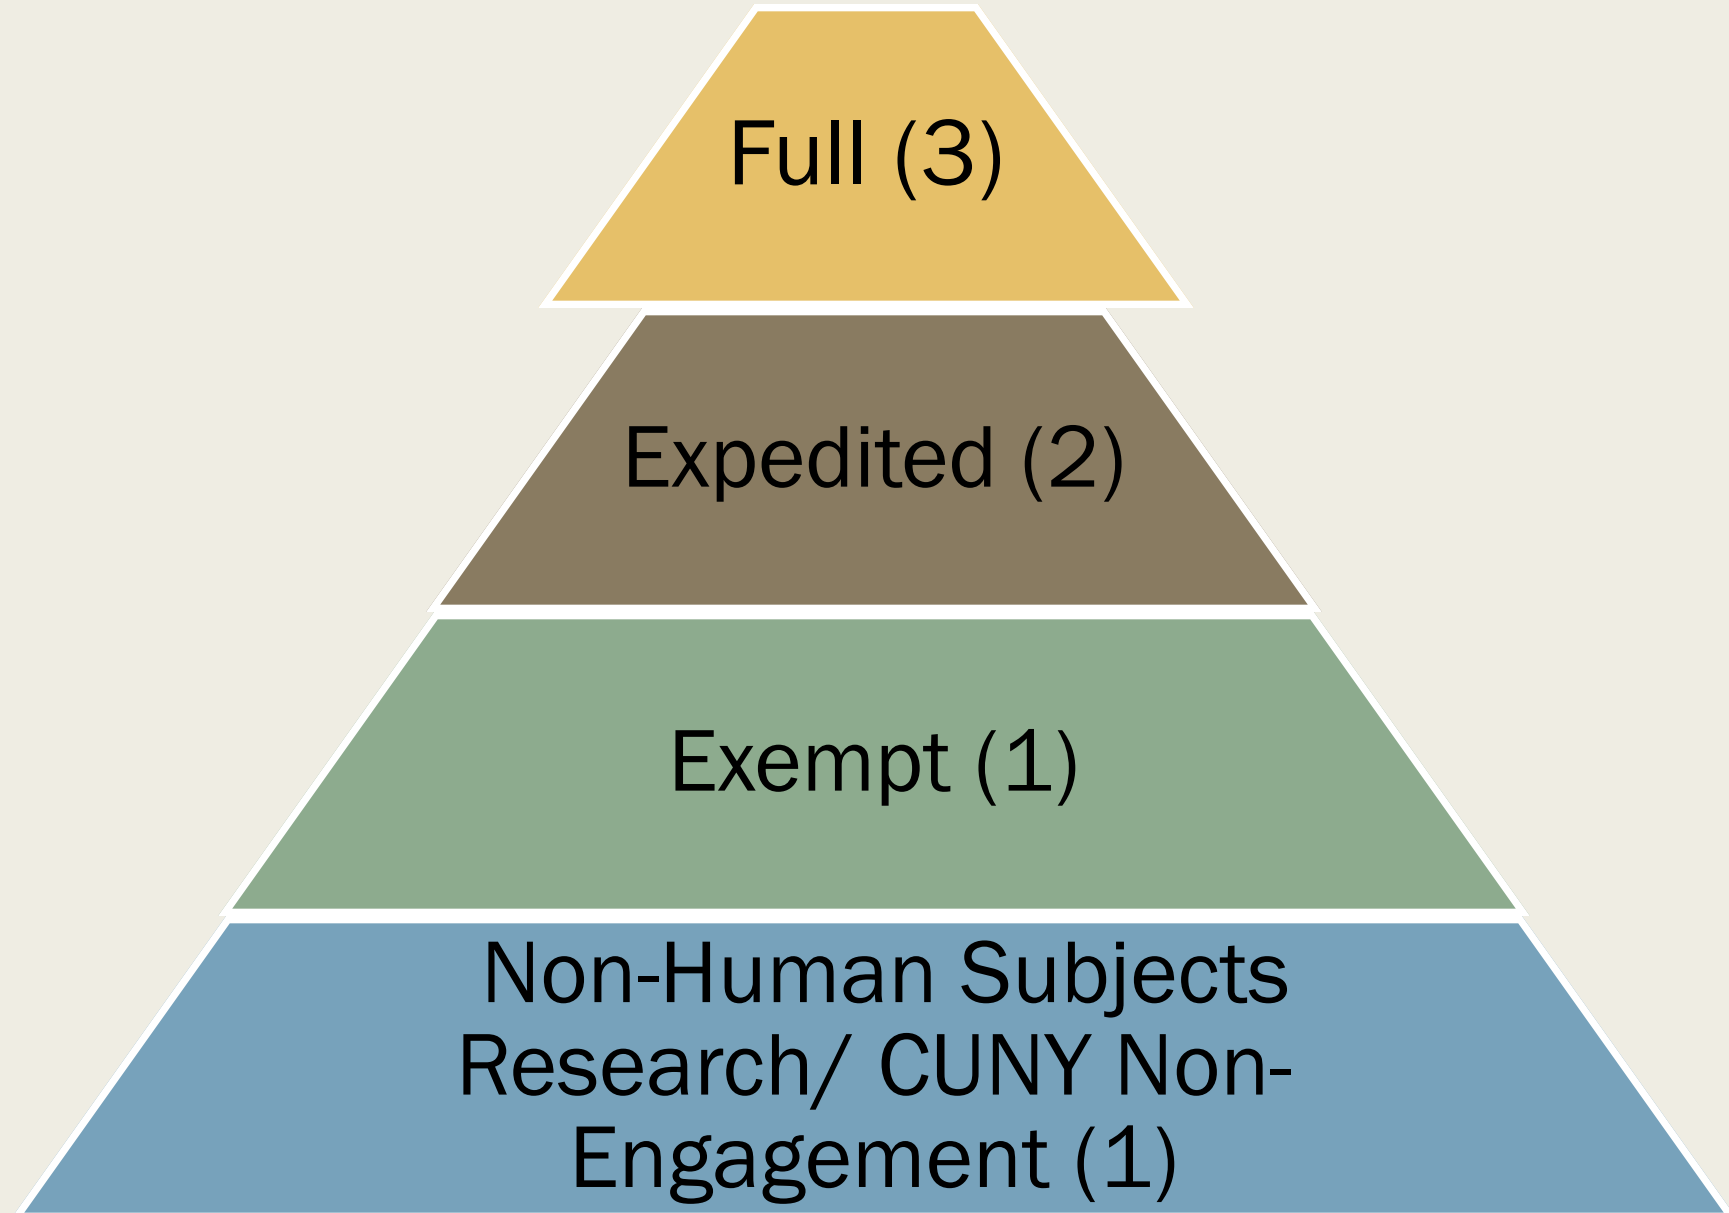 Full (3)
Expedited (2)
Exempt (1)
Non-Human Subjects
Research/ CUNY Non-
Engagement (1)